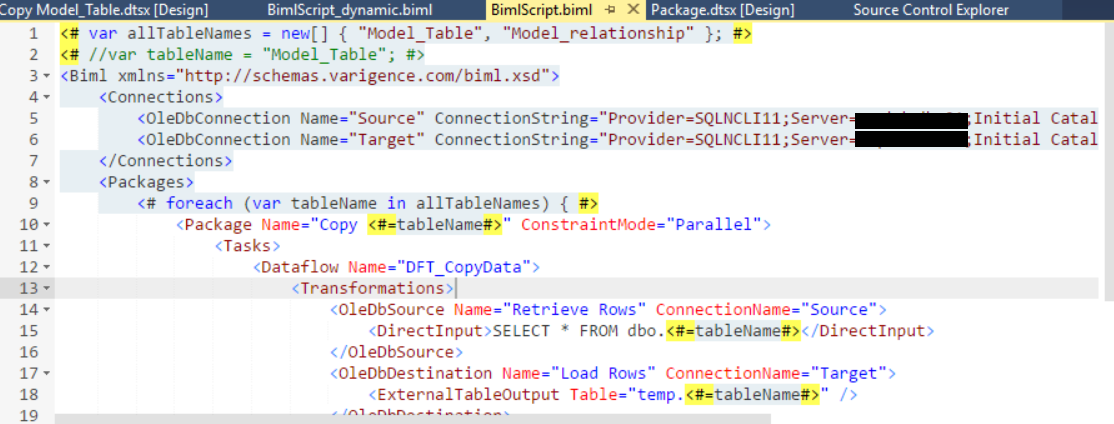 Copy Model_Table.dtsx [Design] BimlScript_dynamic.biml BimlScript.biml Package.dtsx [Design] Source Control Explorer
1 <# var allTableNames = new[] { "Model_Table", "Model_relationship" }; #>
2 <# //var tableName = "Model_Table"; #>
3 <Biml xmlns="http://schemas.varigence.com/biml.xsd">
4 <Connections>
5 <OleDbConnection Name="Source" ConnectionString="Provider=SQLNCLI11;Server= ;Initial Catal
6 <OleDbConnection Name="Target" ConnectionString="Provider=SQLNCLI11;Server= ;Initial Catal
7 </Connections>
8 <Packages>
9 <# foreach (var tableName in allTableNames) { #>
10 <Package Name="Copy <#=tableName#>" ConstraintMode="Parallel">
11 <Tasks>
12 <Dataflow Name="DFT_CopyData">
13 <Transformations>
14 <OleDbSource Name="Retrieve Rows" ConnectionName="Source">
15 <DirectInput>SELECT * FROM dbo.<#=tableName#></DirectInput>
16 </OleDbSource>
17 <OleDbDestination Name="Load Rows" ConnectionName="Target">
18 <ExternalTableOutput Table="temp.<#=tableName#>" />
19 </OleDbDestination>